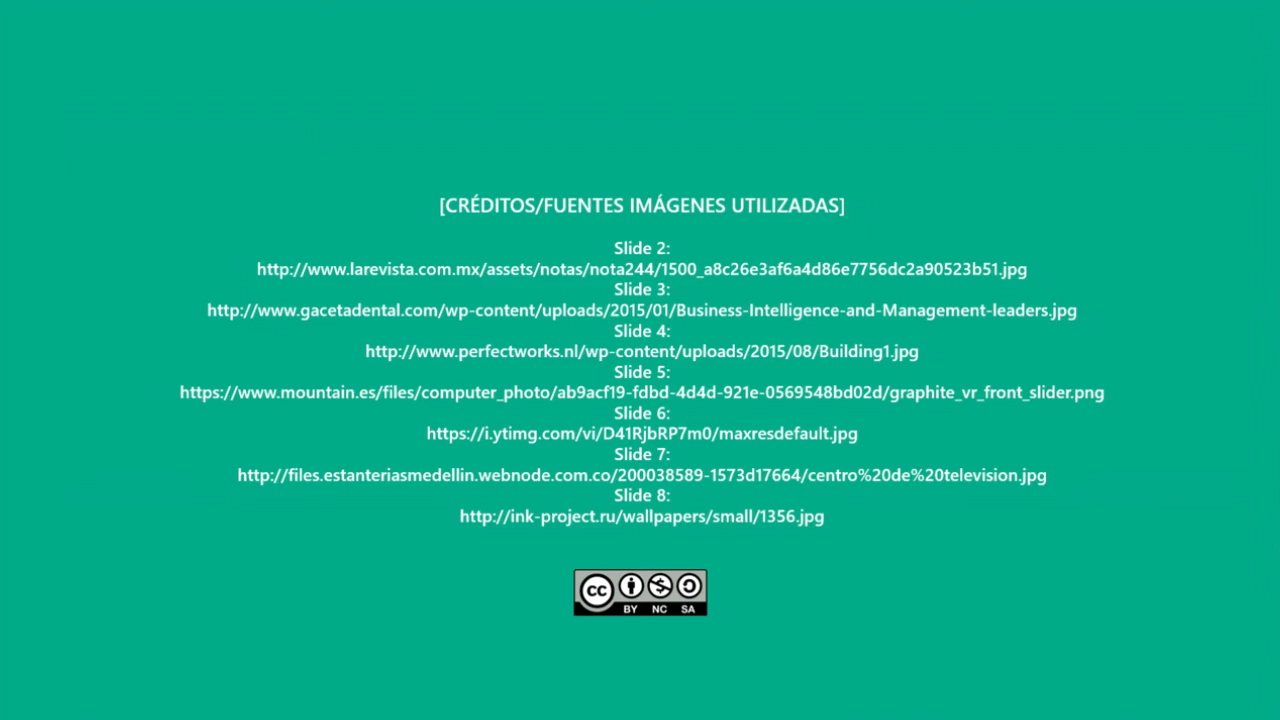 [CRÉDITOS/FUENTES IMÁGENES UTILIZADAS]
Slide 2:
http://www.larevista.com.mx/assets/notas/nota244/1500_a8c26e3af6a4d86e7756dc2a90523b51.jpg
Slide 3:
http://www.gacetadental.com/wp-content/uploads/2015/01/Business-Intelligence-and-Management-leaders.jpg
Slide 4:
http://www.perfectworks.nl/wp-content/uploads/2015/08/Building1.jpg
Slide 5:
https://www.mountain.es/files/computer_photo/ab9acf19-fdbd-4d4d-921e-0569548bd02d/graphite_vr_front_slider.png
Slide 6:
https://i.ytimg.com/vi/D41RjbRP7m0/maxresdefault.jpg
Slide 7:
http://files.estanteriasmedellin.webnode.com.co/200038589-1573d17664/centro%20de%20television.jpg
Slide 8:
http://ink-project.ru/wallpapers/small/1356.jpg
cc
BY NC SA